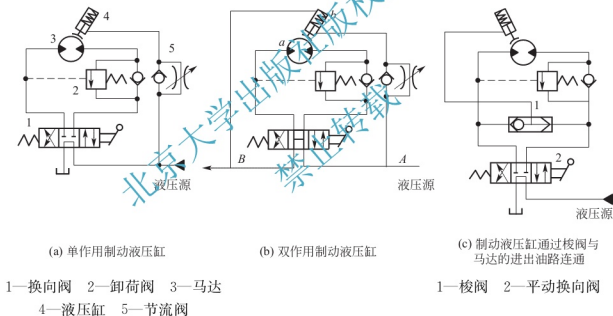 4
3
5
2
1
液压源
(a) 单作用制动液压缸
1—换向阀 2—卸荷阀 3—马达
4—液压缸 5—节流阀
b
a
B
A
液压源
(b) 双作用制动液压缸
1
2
液压源
(c) 制动液压缸通过梭阀与
马达的进出油路连通
1—梭阀 2—平动换向阀
北京大学出版社版权所有
禁止转载